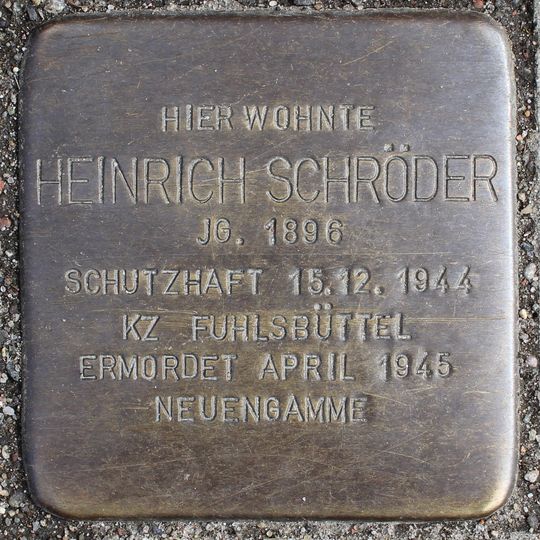 HIER WOHNTE
HEINRICH SCHRÖDER
JG. 1896
SCHUTZHAFT 15.12.1944
KZ FUHLSBÜTTEL
ERMORDET APRIL 1945
NEUENGAMME